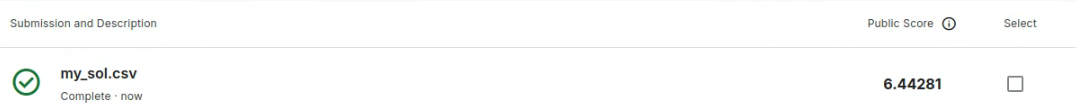 Submission and Description Public Score Select
my_sol.csv
Complete · now
6.44281